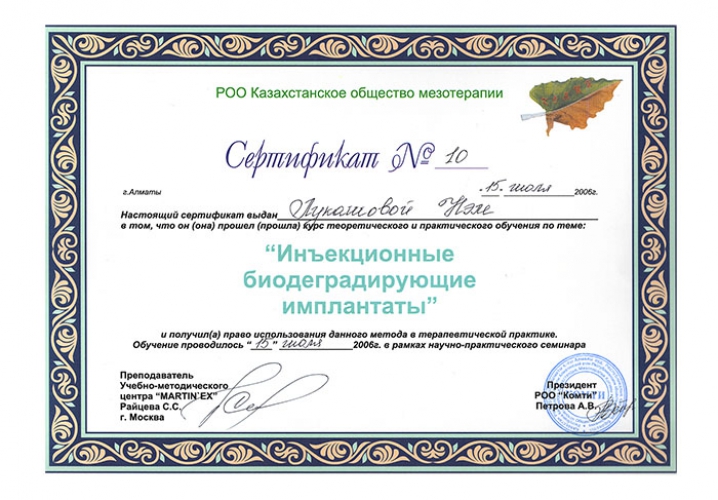 РОО Казахстанское общество мезотерапии
Сертификат № 10
г.Алматы 15. июля 2006г.
Настоящий сертификат выдан Лукашовой
в том, что он (она) прошел (прошла) курс теоретического и практического обучения по теме:
“Инъекционные
биодеградирующие
имплантаты”
и получил(а) право использования данного метода в терапевтической практике.
Обучение проводилось “ 15 ” июля 2006г. в рамках научно-практического семинара
Преподаватель
Учебно-методического
центра “MARTIN’EX”
Райцева С.С.
г. Москва
Президент
РОО “Комти”
Петрова А.В.